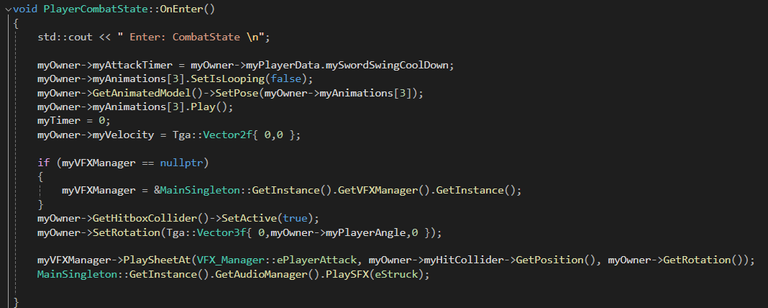 void PlayerCombatState::OnEnter()
{
std::cout << " Enter: CombatState \n";
myOwner->myAttackTimer = myOwner->myPlayerData.mySwordSwingCoolDown;
myOwner->myAnimations[3].SetIsLooping(false);
myOwner->GetAnimatedModel()->SetPose(myOwner->myAnimations[3]);
myOwner->myAnimations[3].Play();
myTimer = 0;
myOwner->myVelocity = Tga::Vector2f{ 0,0 };
if (myVFXManager == nullptr)
{
myVFXManager = &MainSingleton::GetInstance().GetVFXManager().GetInstance();
}
myOwner->GetHitboxCollider()->SetActive(true);
myOwner->SetRotation(Tga::Vector3f{ 0,myOwner->myPlayerAngle,0 });
myVFXManager->PlaySheetAt(VFX_Manager::ePlayerAttack, myOwner->myHitCollider->GetPosition(), myOwner->GetRotation());
MainSingleton::GetInstance().GetAudioManager().PlaySFX(eStruck);
}